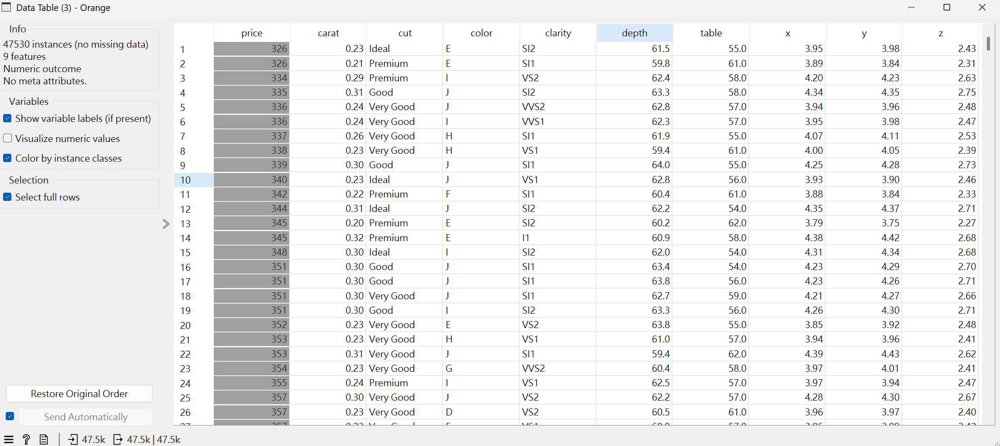 Data Table (3) - Orange
Info
47530 instances (no missing data)
9 features
Numeric outcome
No meta attributes.
Variables
Show variable labels (if present)
Visualize numeric values
Color by instance classes
Selection
Select full rows
Restore Original Order
Send Automatically
47.5k 47.5k | 47.5k
price carat cut color clarity depth table x y z
1 326 0.23 Ideal E SI2 61.5 55.0 3.95 3.98 2.43
2 326 0.21 Premium E SI1 59.8 61.0 3.89 3.84 2.31
3 334 0.29 Premium I VS2 62.4 58.0 4.20 4.23 2.63
4 335 0.31 Good J SI2 63.3 58.0 4.34 4.35 2.75
5 336 0.24 Very Good J VVS2 62.8 57.0 3.94 3.96 2.48
6 336 0.24 Very Good I VVS1 62.3 57.0 3.95 3.98 2.47
7 337 0.26 Very Good H SI1 61.9 55.0 4.07 4.11 2.53
8 338 0.23 Very Good H VS1 59.4 61.0 4.00 4.05 2.39
9 339 0.30 Good J SI1 64.0 55.0 4.25 4.28 2.73
10 340 0.23 Ideal J VS1 62.8 56.0 3.93 3.90 2.46
11 342 0.22 Premium F SI1 60.4 61.0 3.88 3.84 2.33
12 344 0.31 Ideal J SI2 62.2 54.0 4.35 4.37 2.71
13 345 0.20 Premium E SI2 60.2 62.0 3.79 3.75 2.27
14 345 0.32 Premium E I1 60.9 58.0 4.38 4.42 2.68
15 348 0.30 Ideal I SI2 62.0 54.0 4.31 4.34 2.68
16 351 0.30 Good J SI1 63.4 54.0 4.23 4.29 2.70
17 351 0.30 Good J SI1 63.8 56.0 4.23 4.26 2.71
18 351 0.30 Very Good J SI1 62.7 59.0 4.21 4.27 2.66
19 351 0.30 Good I SI2 63.3 56.0 4.26 4.30 2.71
20 352 0.23 Very Good E VS2 63.8 55.0 3.85 3.92 2.48
21 353 0.23 Very Good H VS1 61.0 57.0 3.94 3.96 2.41
22 353 0.31 Very Good J SI1 59.4 62.0 4.39 4.43 2.62
23 354 0.23 Very Good G VVS2 60.4 58.0 3.97 4.01 2.41
24 355 0.24 Premium I VS1 62.5 57.0 3.97 3.94 2.47
25 357 0.30 Very Good J VS2 62.2 57.0 4.28 4.30 2.67
26 357 0.23 Very Good D VS2 60.5 61.0 3.96 3.97 2.40